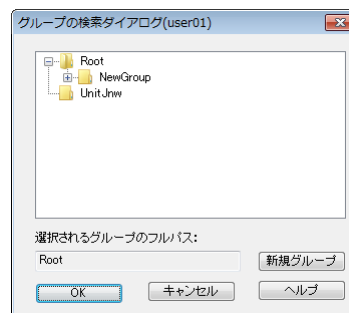 グループの検索ダイアログ(user01)
Root
NewGroup
UnitJnw
選択されるグループのフルパス:
Root
新規グループ
OK
キャンセル
ヘルプ